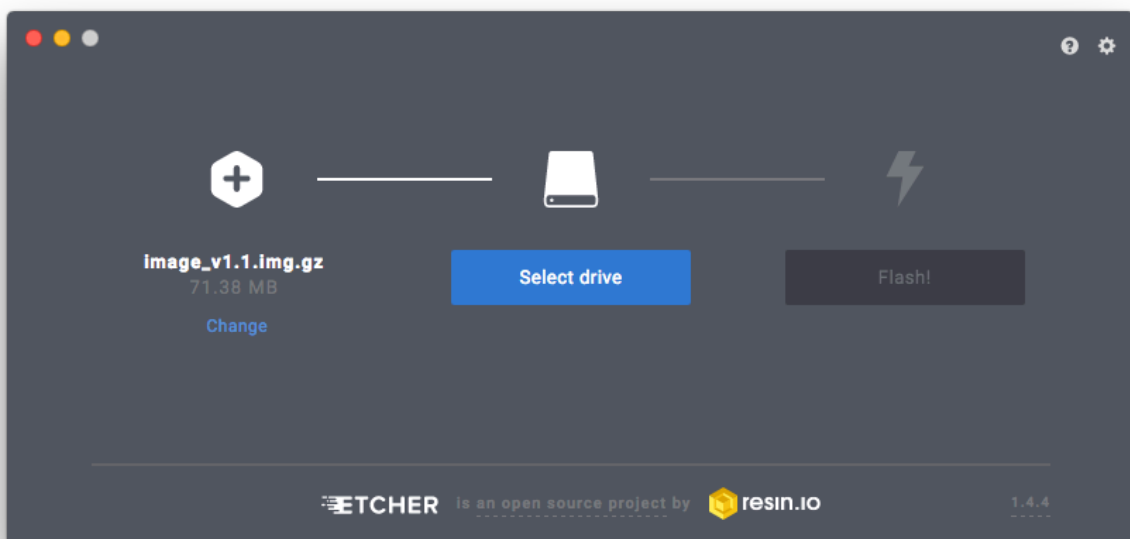 image_v1.1.img.gz
71.38 MB
Change
Select drive
Flash!
ETCHER is an open source project by resin.io
1.4.4